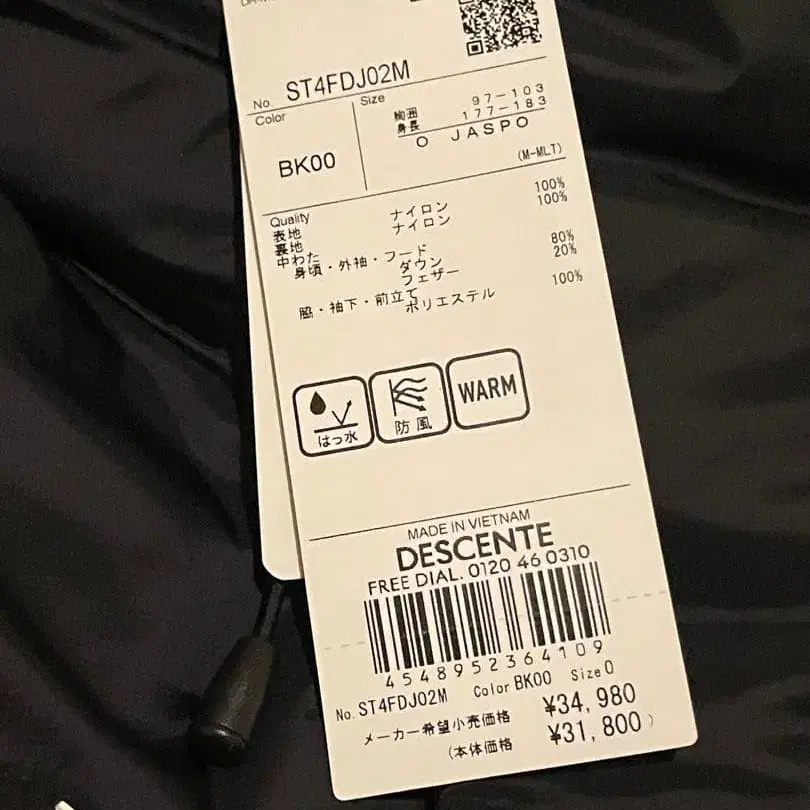 No. ST4FDJ02M
Color
Size
BK00
胸囲 97-103
身長 177-183
O JASPO
(M-MLT)
Quality
表地 ナイロン 100%
裏地 ナイロン 100%
中わた
身頃・外袖・フード
ダウン 80%
フェザー 20%
脇・袖下・前立て
ポリエステル 100%
はっ水
防風
WARM
MADE IN VIETNAM
DESCENTE
FREE DIAL. 0120 46 0310
4548952364109
No. ST4FDJ02M Color BK00 Size O
メーカー希望小売価格 ¥34,980
(本体価格 ¥31,800)